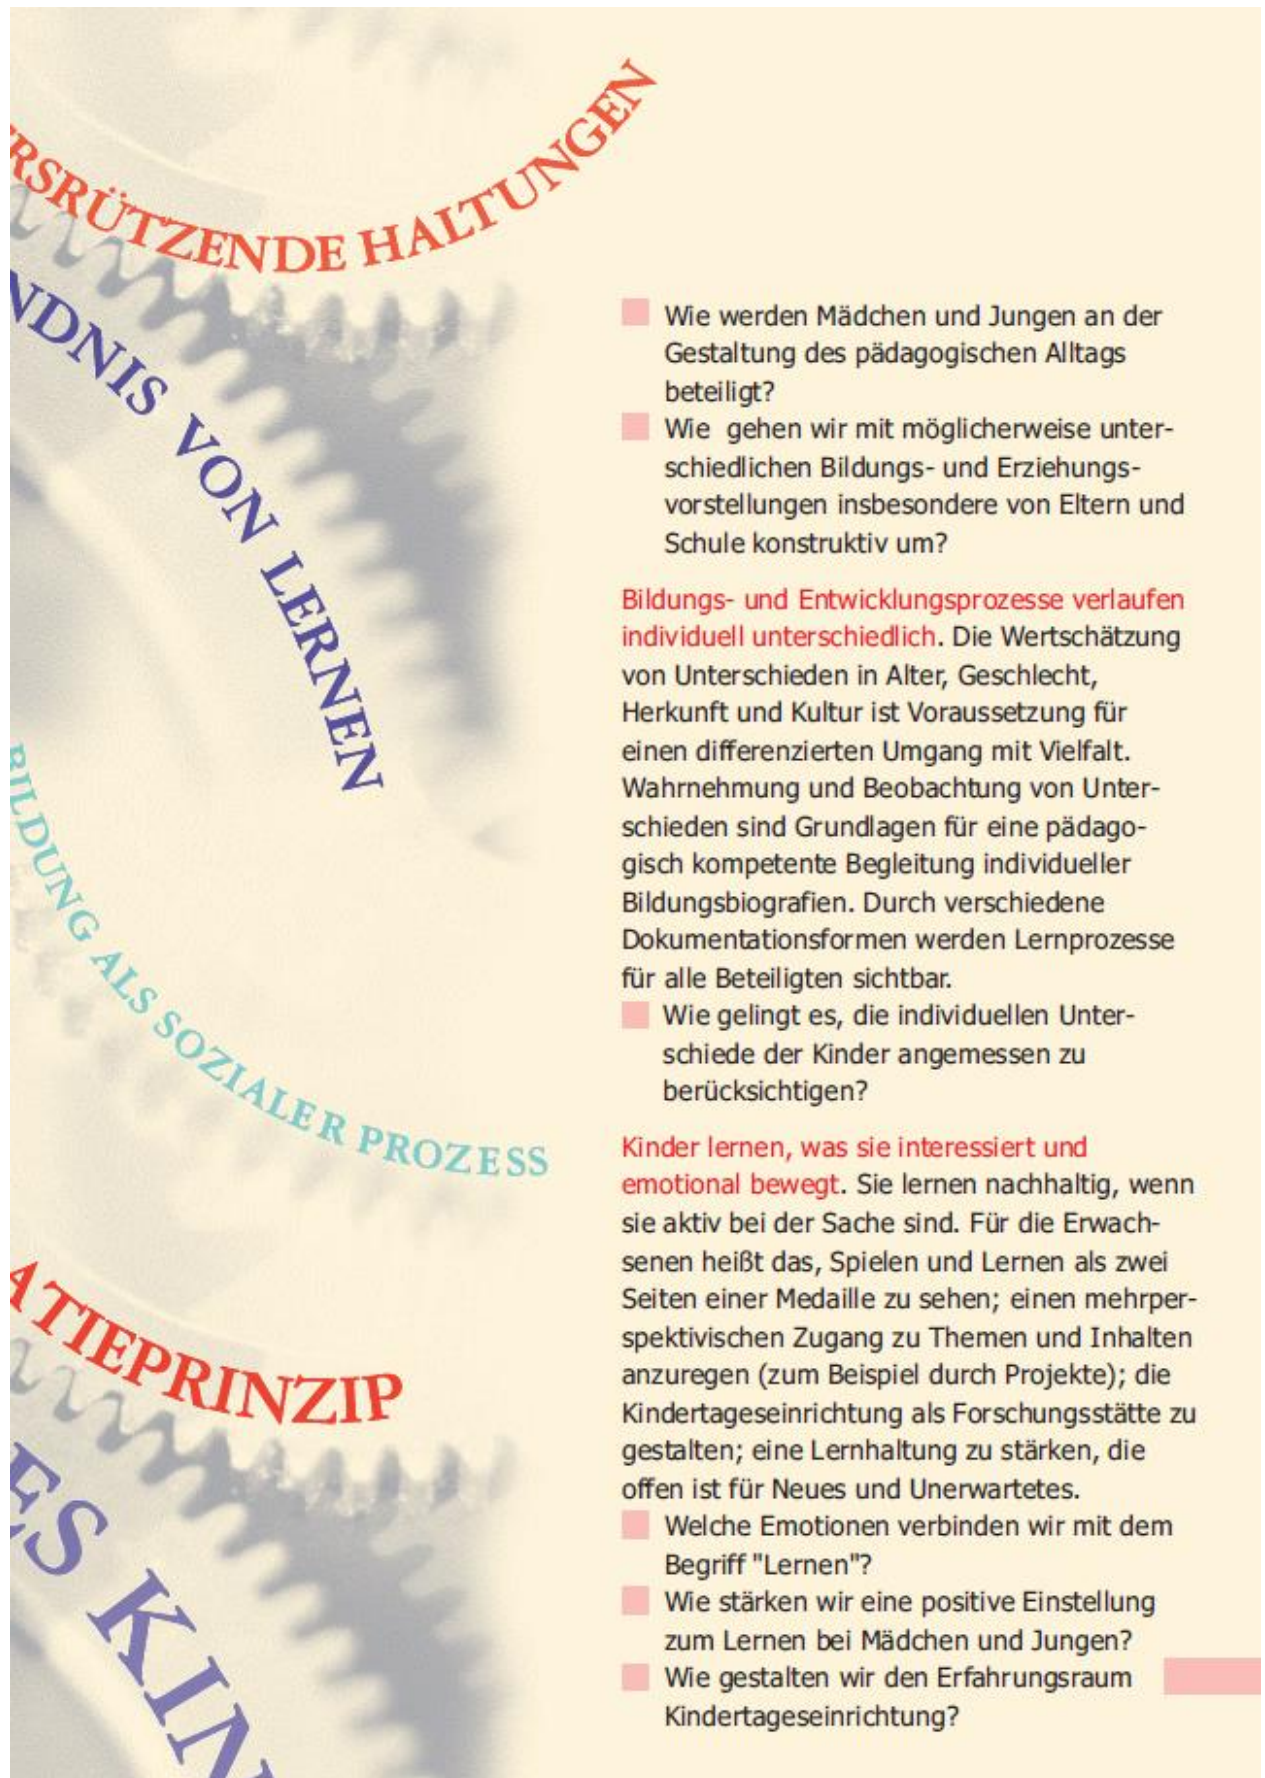 RSRÜTZENDE HALTUNGEN
NDNIS VON LERNEN
BILDUNG ALS SOZIALER PROZESS
ATIEPRINZIP
ES KIN
Wie werden Mädchen und Jungen an der
Gestaltung des pädagogischen Alltags
beteiligt?
Wie gehen wir mit möglicherweise unter-
schiedlichen Bildungs- und Erziehungs-
vorstellungen insbesondere von Eltern und
Schule konstruktiv um?
Bildungs- und Entwicklungsprozesse verlaufen
individuell unterschiedlich. Die Wertschätzung
von Unterschieden in Alter, Geschlecht,
Herkunft und Kultur ist Voraussetzung für
einen differenzierten Umgang mit Vielfalt.
Wahrnehmung und Beobachtung von Unter-
schieden sind Grundlagen für eine pädago-
gisch kompetente Begleitung individueller
Bildungsbiografien. Durch verschiedene
Dokumentationsformen werden Lernprozesse
für alle Beteiligten sichtbar.
Wie gelingt es, die individuellen Unter-
schiede der Kinder angemessen zu
berücksichtigen?
Kinder lernen, was sie interessiert und
emotional bewegt. Sie lernen nachhaltig, wenn
sie aktiv bei der Sache sind. Für die Erwach-
senen heißt das, Spielen und Lernen als zwei
Seiten einer Medaille zu sehen; einen mehrper-
spektivischen Zugang zu Themen und Inhalten
anzuregen (zum Beispiel durch Projekte); die
Kindertageseinrichtung als Forschungsstätte zu
gestalten; eine Lernhaltung zu stärken, die
offen ist für Neues und Unerwartetes.
Welche Emotionen verbinden wir mit dem
Begriff "Lernen"?
Wie stärken wir eine positive Einstellung
zum Lernen bei Mädchen und Jungen?
Wie gestalten wir den Erfahrungsraum
Kindertageseinrichtung?